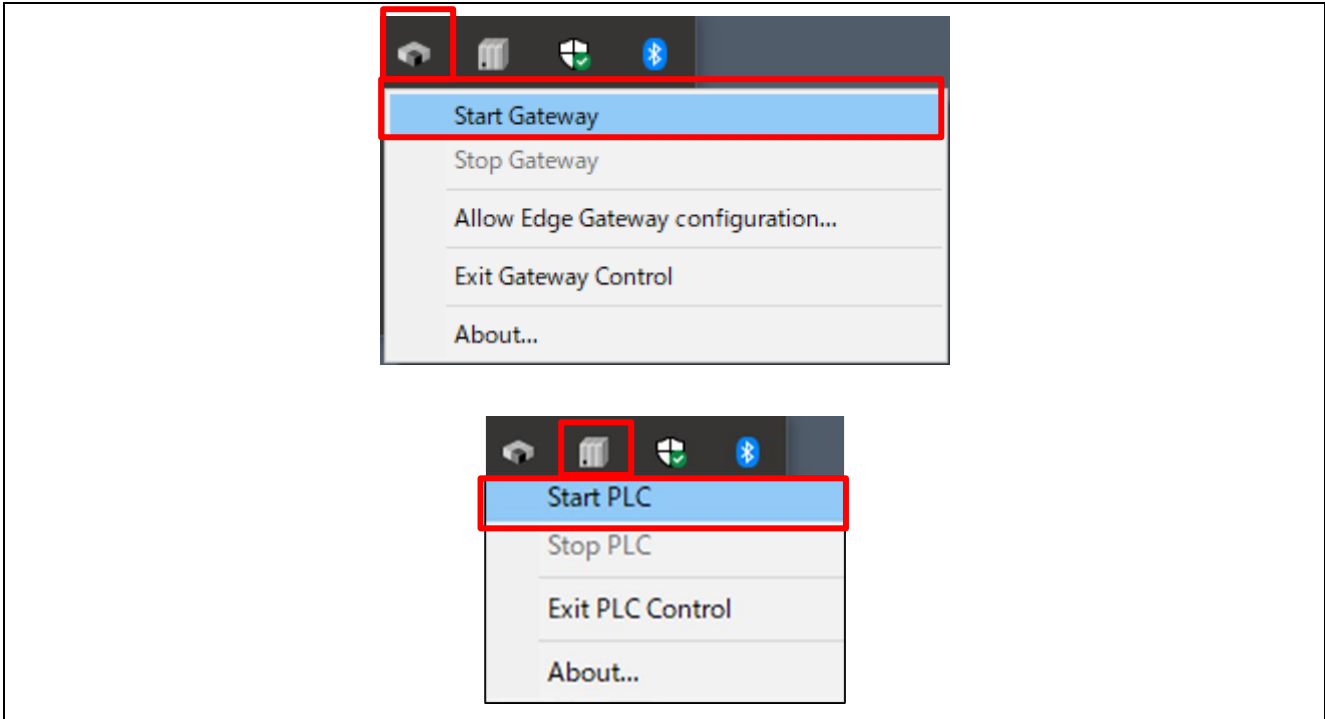 Start Gateway
Stop Gateway
Allow Edge Gateway configuration...
Exit Gateway Control
About...
Start PLC
Stop PLC
Exit PLC Control
About...